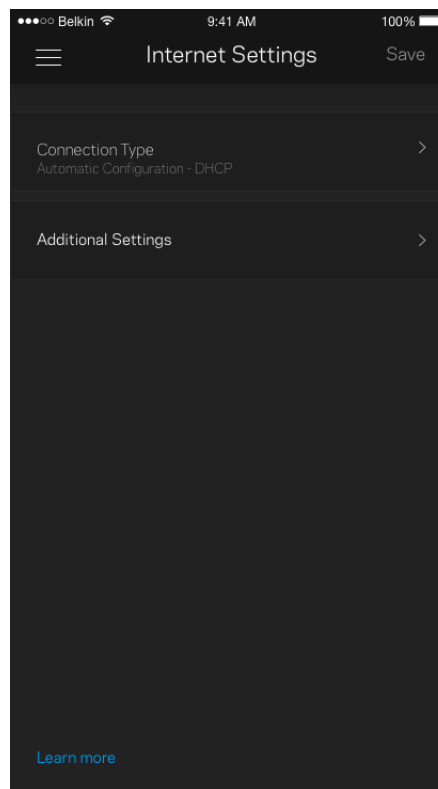 Belkin 9:41 AM 100%
Internet Settings Save
Connection Type
Automatic Configuration - DHCP
Additional Settings
Learn more